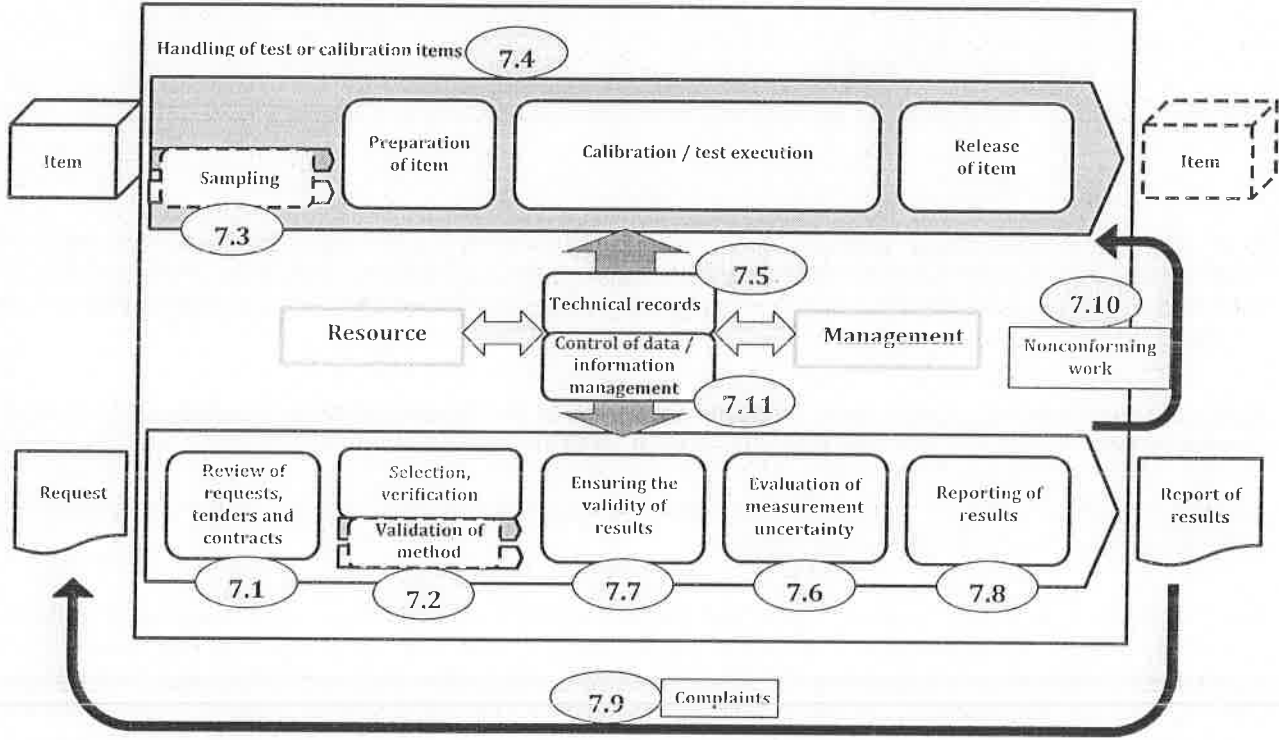 Handling of test or calibration items
7.4
Item
Sampling
7.3
Preparation
of item
Calibration / test execution
Release
of item
Item
7.5
Technical records
Resource
Management
Control of data /
information
management
7.11
7.10
Nonconforming
work
Request
Review of
requests,
tenders and
contracts
7.1
Selection,
verification
Validation of
method
7.2
Ensuring the
validity of
results
7.7
Evaluation of
measurement
uncertainty
7.6
Reporting of
results
7.8
Report of
results
7.9
Complaints